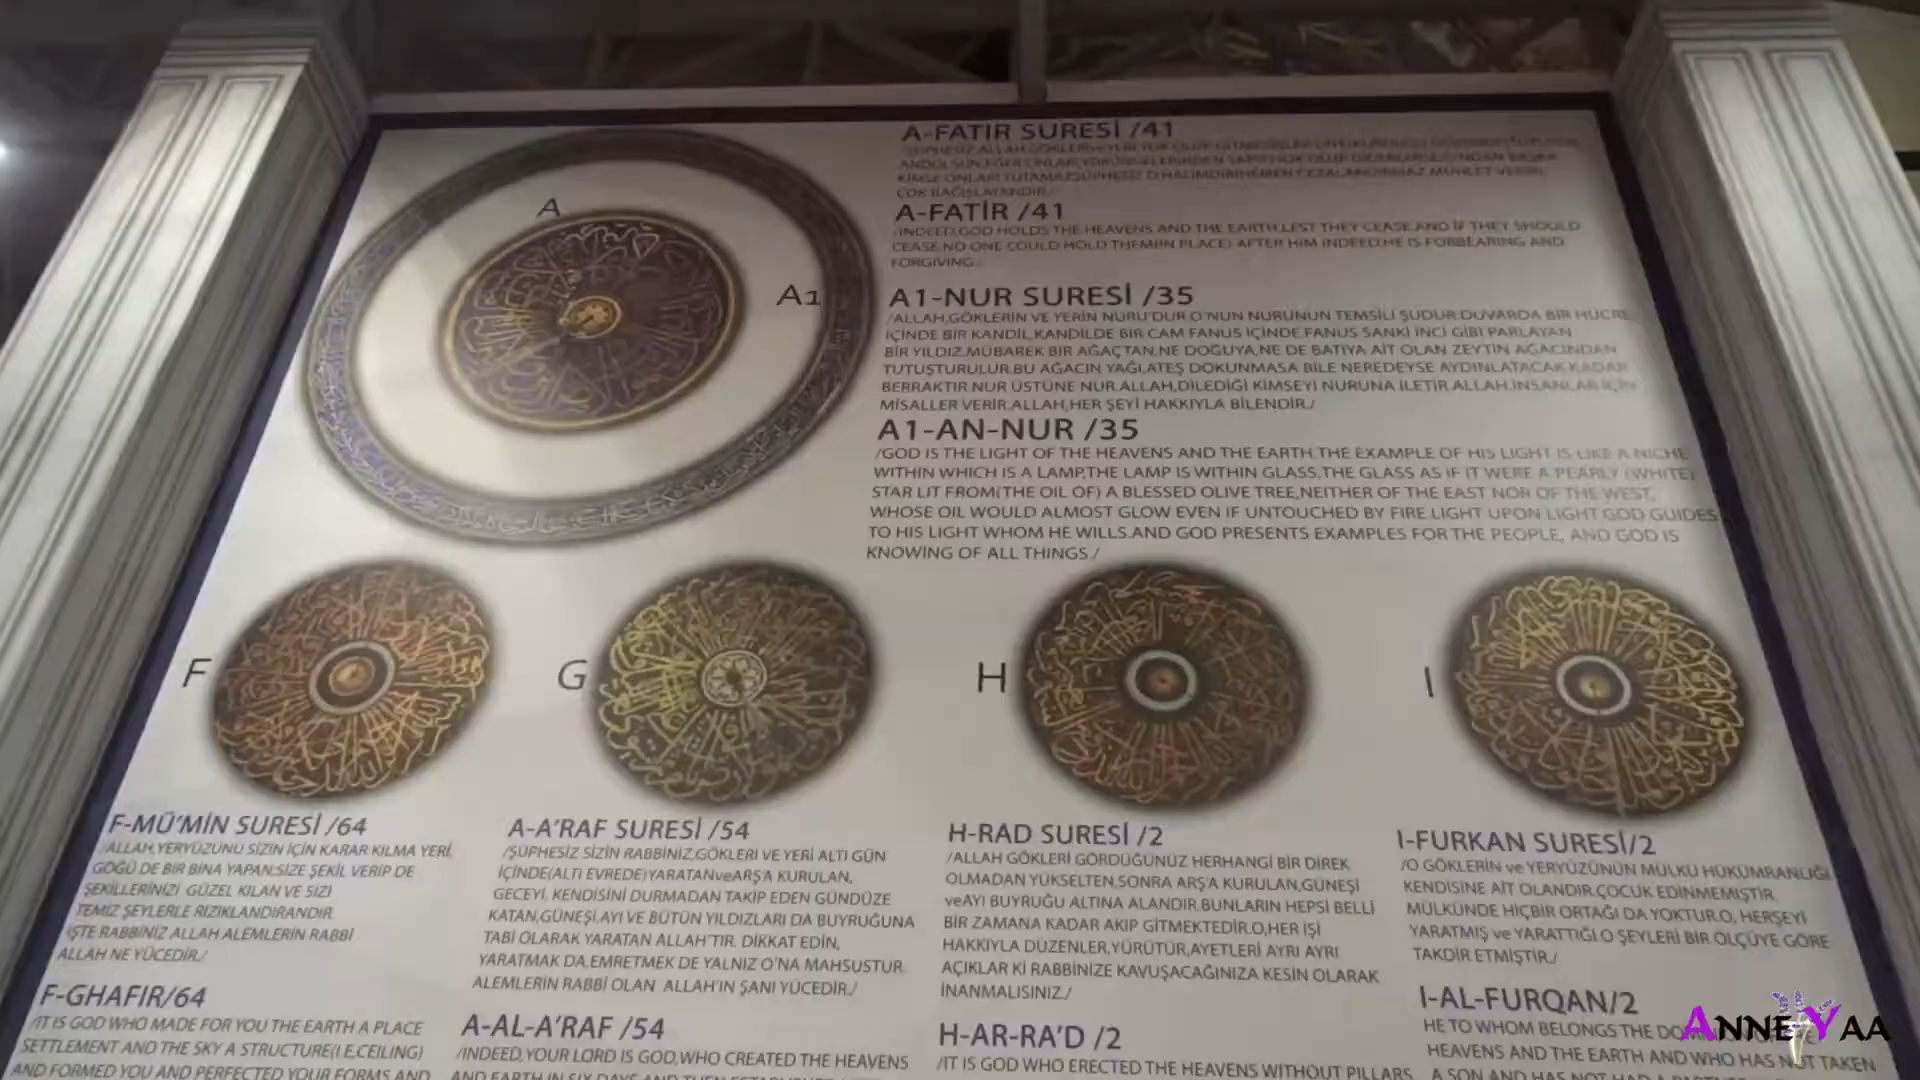 A
A1
A-FATIR SURESİ /41
KİMSE ONLARI TUTAMAZ
ÇOK BAĞIŞLAYANDIR./
A-FATİR /41
/INDEED,GOD HOLDS THE HEAVENS AND THE EARTH,LEST THEY CEASE.AND IF THEY SHOULD
CEASE.NO ONE COULD HOLD THEM(IN PLACE) AFTER HIM INDEED,HE IS FORBEARING AND
FORGIVING./
A1-NUR SURESİ /35
/ALLAH,GÖKLERİN VE YERİN NURU'DUR O'NUN NURUNUN TEMSİLİ ŞUDUR.DUVARDA BİR HÜCRE
İÇİNDE BİR KANDİL,KANDİLDE BİR CAM FANUS İÇİNDE.FANUS SANKİ İNCİ GİBİ PARLAYAN
BİR YILDIZ.MÜBAREK BİR AĞAÇTAN,NE DOĞUYA,NE DE BATIYA AİT OLAN ZEYTİN AĞACINDAN
TUTUŞTURULUR.BU AĞACIN YAĞI,ATEŞ DOKUNMASA BİLE NEREDEYSE AYDINLATACAK KADAR
BERRAKTIR NUR ÜSTÜNE NUR.ALLAH,DİLEDİĞİ KİMSEYİ NURUNA İLETİR.ALLAH,İNSANLAR İÇİN
MİSALLER VERİR.ALLAH,HER ŞEYİ HAKKIYLA BİLENDİR./
A1-AN-NUR /35
/GOD IS THE LIGHT OF THE HEAVENS AND THE EARTH.THE EXAMPLE OF HIS LIGHT IS LIKE A NICHE
WITHIN WHICH IS A LAMP,THE LAMP IS WITHIN GLASS,THE GLASS AS IF IT WERE A PEARLY (WHITE)
STAR LIT FROM(THE OIL OF) A BLESSED OLIVE TREE,NEITHER OF THE EAST NOR OF THE WEST,
WHOSE OIL WOULD ALMOST GLOW EVEN IF UNTOUCHED BY FIRE.LIGHT UPON LIGHT.GOD GUIDES
TO HIS LIGHT WHOM HE WILLS.AND GOD PRESENTS EXAMPLES FOR THE PEOPLE, AND GOD IS
KNOWING OF ALL THINGS./
F
G
H
I
F-MÜ'MİN SURESİ /64
/ALLAH,YERYÜZÜNÜ SİZİN İÇİN KARAR KILMA YERİ,
GÖĞÜ DE BİR BİNA YAPAN;SİZE ŞEKİL VERİP DE
ŞEKİLLERİNİZİ GÜZEL KILAN VE SİZİ
TEMİZ ŞEYLERLE RIZIKLANDIRANDIR.
İŞTE RABBİNİZ ALLAH ALEMLERİN RABBİ
ALLAH NE YÜCEDİR./
F-GHAFIR/64
/IT IS GOD WHO MADE FOR YOU THE EARTH A PLACE
SETTLEMENT AND THE SKY A STRUCTURE(I.E,CEILING)
AND FORMED YOU AND PERFECTED YOUR FORMS AND
A-A'RAF SURESİ /54
/ŞÜPHESİZ SİZİN RABBİNİZ,GÖKLERİ VE YERİ ALTI GÜN
İÇİNDE(ALTI EVREDE)YARATANveARŞ'A KURULAN,
GECEYİ, KENDİSİNİ DURMADAN TAKİP EDEN GÜNDÜZE
KATAN,GÜNEŞİ,AYI VE BÜTÜN YILDIZLARI DA BUYRUĞUNA
TABİ OLARAK YARATAN ALLAH'TIR. DİKKAT EDİN,
YARATMAK DA,EMRETMEK DE YALNIZ O'NA MAHSUSTUR.
ALEMLERİN RABBİ OLAN ALLAH'IN ŞANI YÜCEDİR./
A-AL-A'RAF /54
/INDEED,YOUR LORD IS GOD,WHO CREATED THE HEAVENS
AND EARTH IN SIX DAYS AND THEN
H-RAD SURESİ /2
/ALLAH GÖKLERİ GÖRDÜĞÜNÜZ HERHANGİ BİR DİREK
OLMADAN YÜKSELTEN,SONRA ARŞ'A KURULAN,GÜNEŞİ
veAYI BUYRUĞU ALTINA ALANDIR.BUNLARIN HEPSİ BELLİ
BİR ZAMANA KADAR AKIP GİTMEKTEDİR.O,HER İŞİ
HAKKIYLA DÜZENLER,YÜRÜTÜR,AYETLERİ AYRI AYRI
AÇIKLAR Kİ RABBİNİZE KAVUŞACAĞINIZA KESİN OLARAK
İNANMALISINIZ./
H-AR-RA'D /2
/IT IS GOD WHO ERECTED THE HEAVENS WITHOUT PILLARS
I-FURKAN SURESİ/2
/O GÖKLERİN ve YERYÜZÜNÜN MÜLKÜ HÜKÜMRANLIĞI
KENDİSİNE AİT OLANDIR.ÇOCUK EDİNMEMİŞTİR.
MÜLKÜNDE HİÇBİR ORTAĞI DA YOKTUR.O, HERŞEYİ
YARATMIŞ ve YARATTIĞI O ŞEYLERİ BİR ÖLÇÜYE GÖRE
TAKDİR ETMİŞTİR./
I-AL-FURQAN/2
HE TO WHOM BELONGS THE
HEAVENS AND THE EARTH AND WHO HAS NOT TAKEN
A SON AND HAS NOT HAD A
ANNE YAA